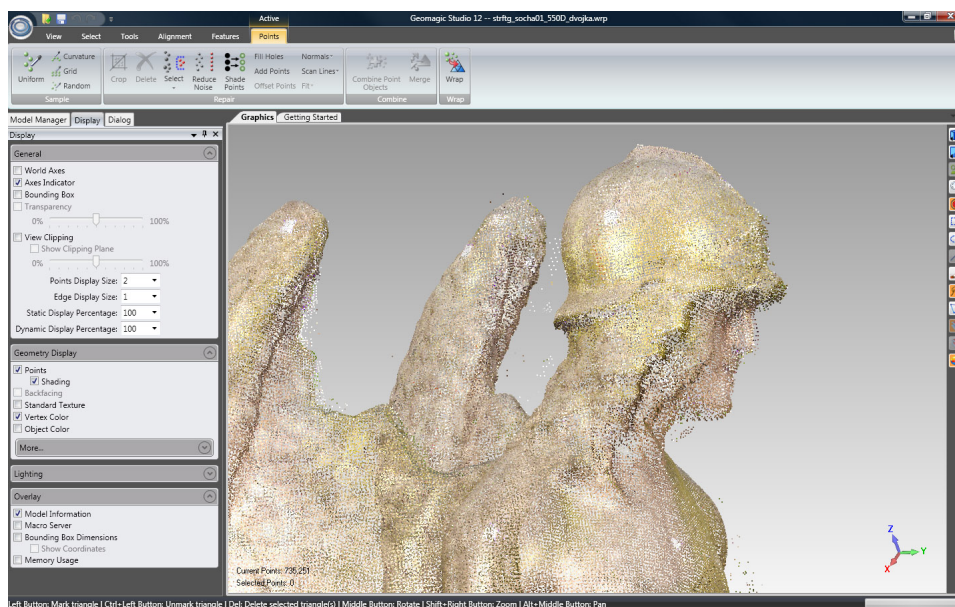 Active
Geomagic Studio 12 -- strftg_socha01_550D_dvojka.wrp
View Select Tools Alignment Features Points
Uniform
Curvature
Grid
Random
Sample
Crop Delete Select Reduce Noise Shade Points
Fill Holes Normals
Add Points Scan Lines
Offset Points Fit
Repair
Combine Point Objects Merge
Combine
Wrap
Wrap
Model Manager Display Dialog
Graphics Getting Started
Display
General
World Axes
Axes Indicator
Bounding Box
Transparency
0% 100%
View Clipping
Show Clipping Plane
0% 100%
Points Display Size: 2
Edge Display Size: 1
Static Display Percentage: 100
Dynamic Display Percentage: 100
Geometry Display
Points
Shading
Backfacing
Standard Texture
Vertex Color
Object Color
More...
Lighting
Overlay
Model Information
Macro Server
Bounding Box Dimensions
Show Coordinates
Memory Usage
Current Points: 735,251
Selected Points: 0
Z
Y
X
Left Button: Mark triangle | Ctrl+Left Button: Unmark triangle | Del: Delete selected triangle(s) | Middle Button: Rotate | Shift+Right Button: Zoom | Alt+Middle Button: Pan